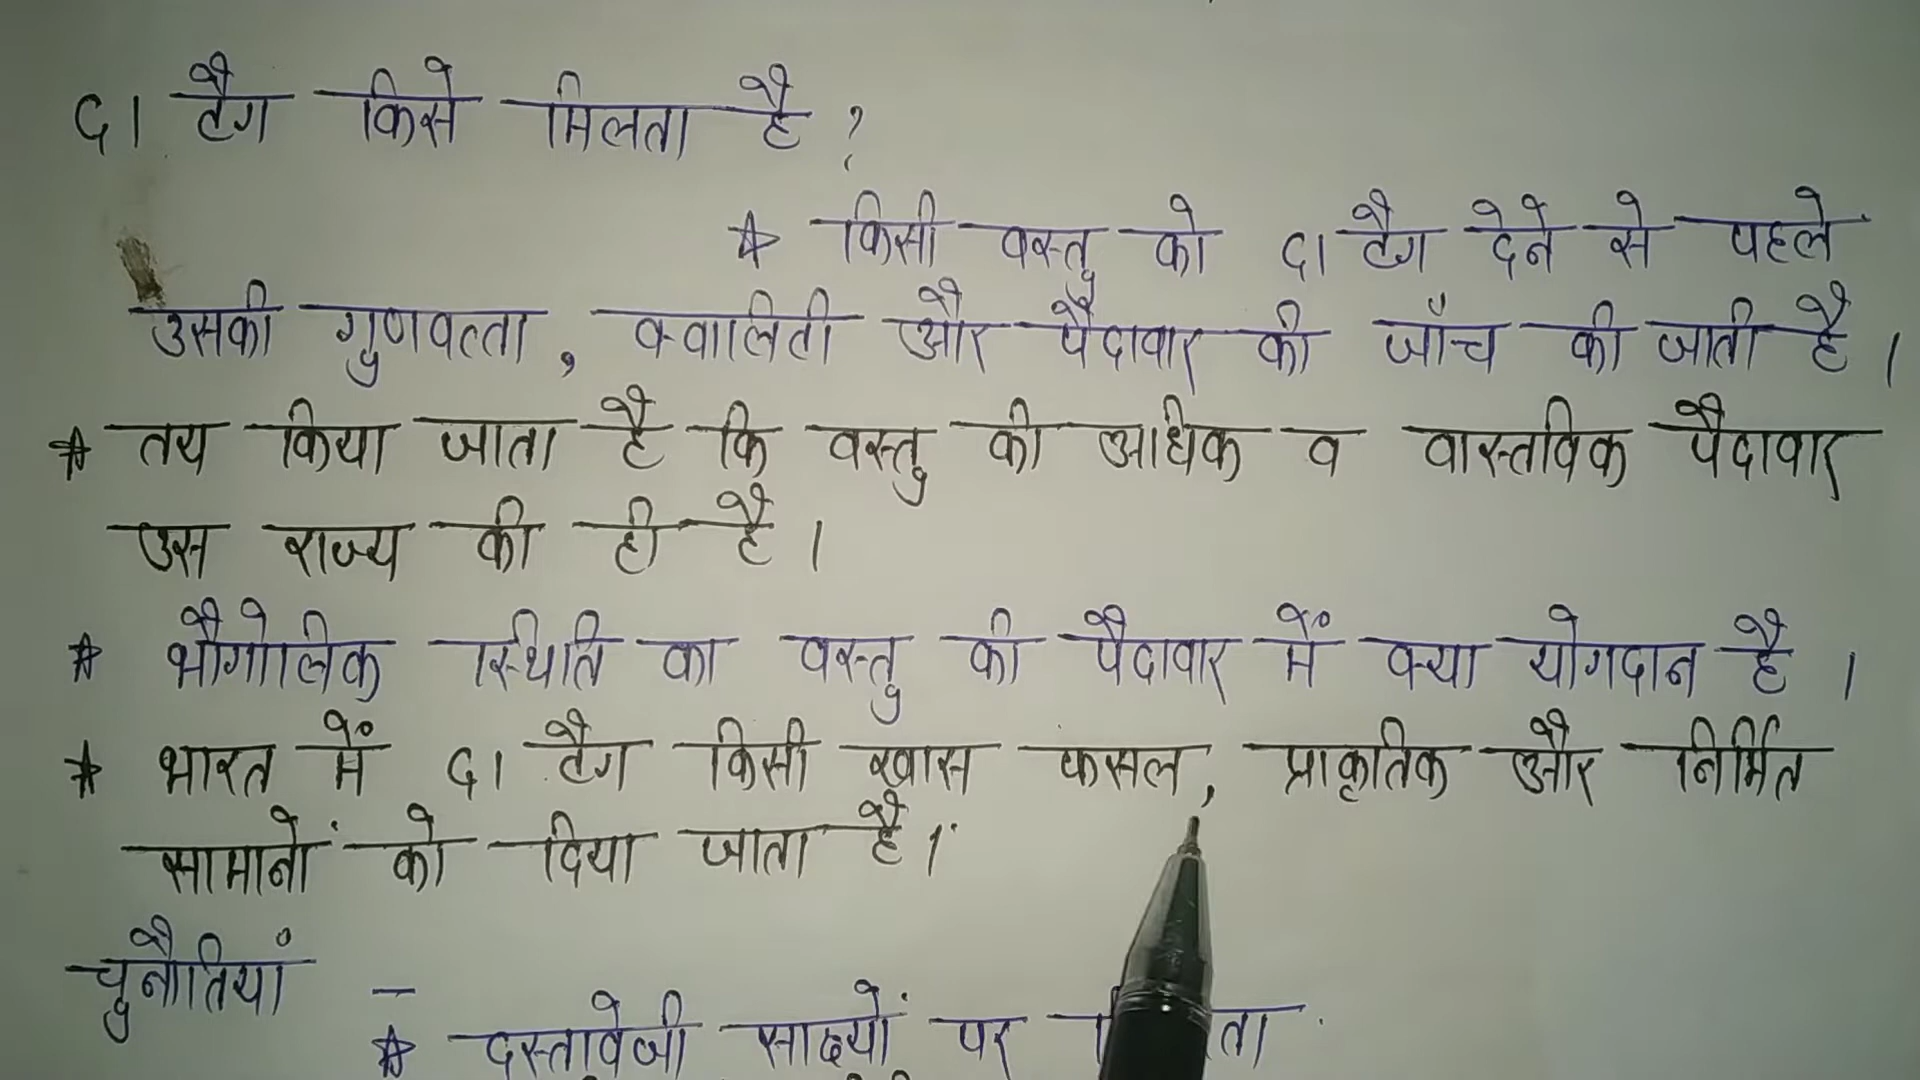 GI टैग किसे मिलता है ?
* किसी वस्तु को GI टैग देने से पहले
उसकी गुणवत्ता, क्वालिटी और पैदावार की जाँच की जाती है ।
* तय किया जाता है कि वस्तु की अधिक व वास्तविक पैदावार
उस राज्य की ही है ।
* भौगोलिक स्थिति का वस्तु की पैदावार में क्या योगदान है ।
* भारत में GI टैग किसी खास फसल, प्राकृतिक और निर्मित
सामानों को दिया जाता है ।
चुनौतियां –
* दस्तावेजी साक्ष्यों पर